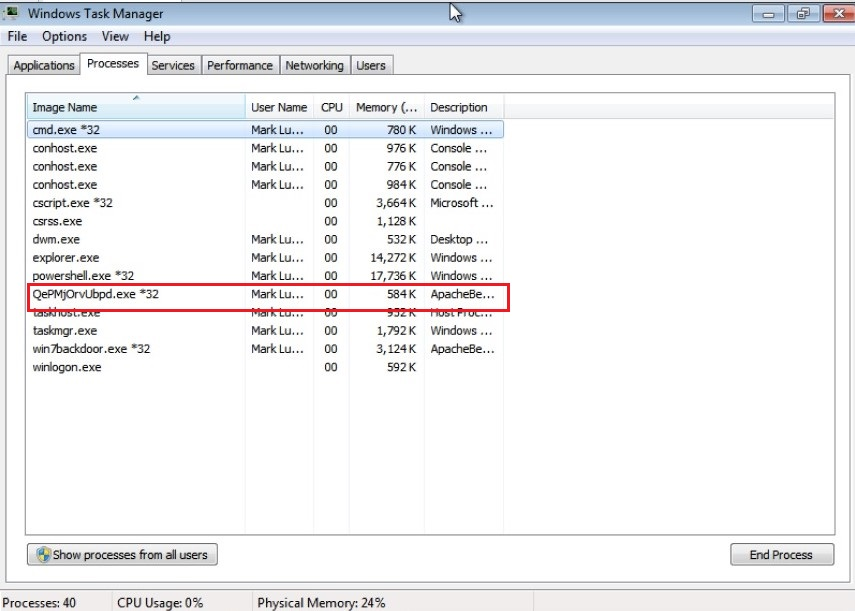 Windows Task Manager
File Options View Help
Applications Processes Services Performance Networking Users
Image Name User Name CPU Memory (... Description
cmd.exe *32 Mark Lu... 00 780 K Windows ...
conhost.exe Mark Lu... 00 976 K Console ...
conhost.exe Mark Lu... 00 776 K Console ...
conhost.exe Mark Lu... 00 984 K Console ...
cscript.exe *32 00 3,664 K Microsoft ...
csrss.exe 00 1,128 K
dwm.exe Mark Lu... 00 532 K Desktop ...
explorer.exe Mark Lu... 00 14,272 K Windows ...
powershell.exe *32 Mark Lu... 00 17,736 K Windows ...
QePMjOrvUbpd.exe *32 Mark Lu... 00 584 K ApacheBe...
taskhost.exe Mark Lu... 00 952 K Host Proc...
taskmgr.exe Mark Lu... 00 1,792 K Windows ...
win7backdoor.exe *32 Mark Lu... 00 3,124 K ApacheBe...
winlogon.exe 00 592 K
Show processes from all users End Process
Processes: 40 CPU Usage: 0% Physical Memory: 24%